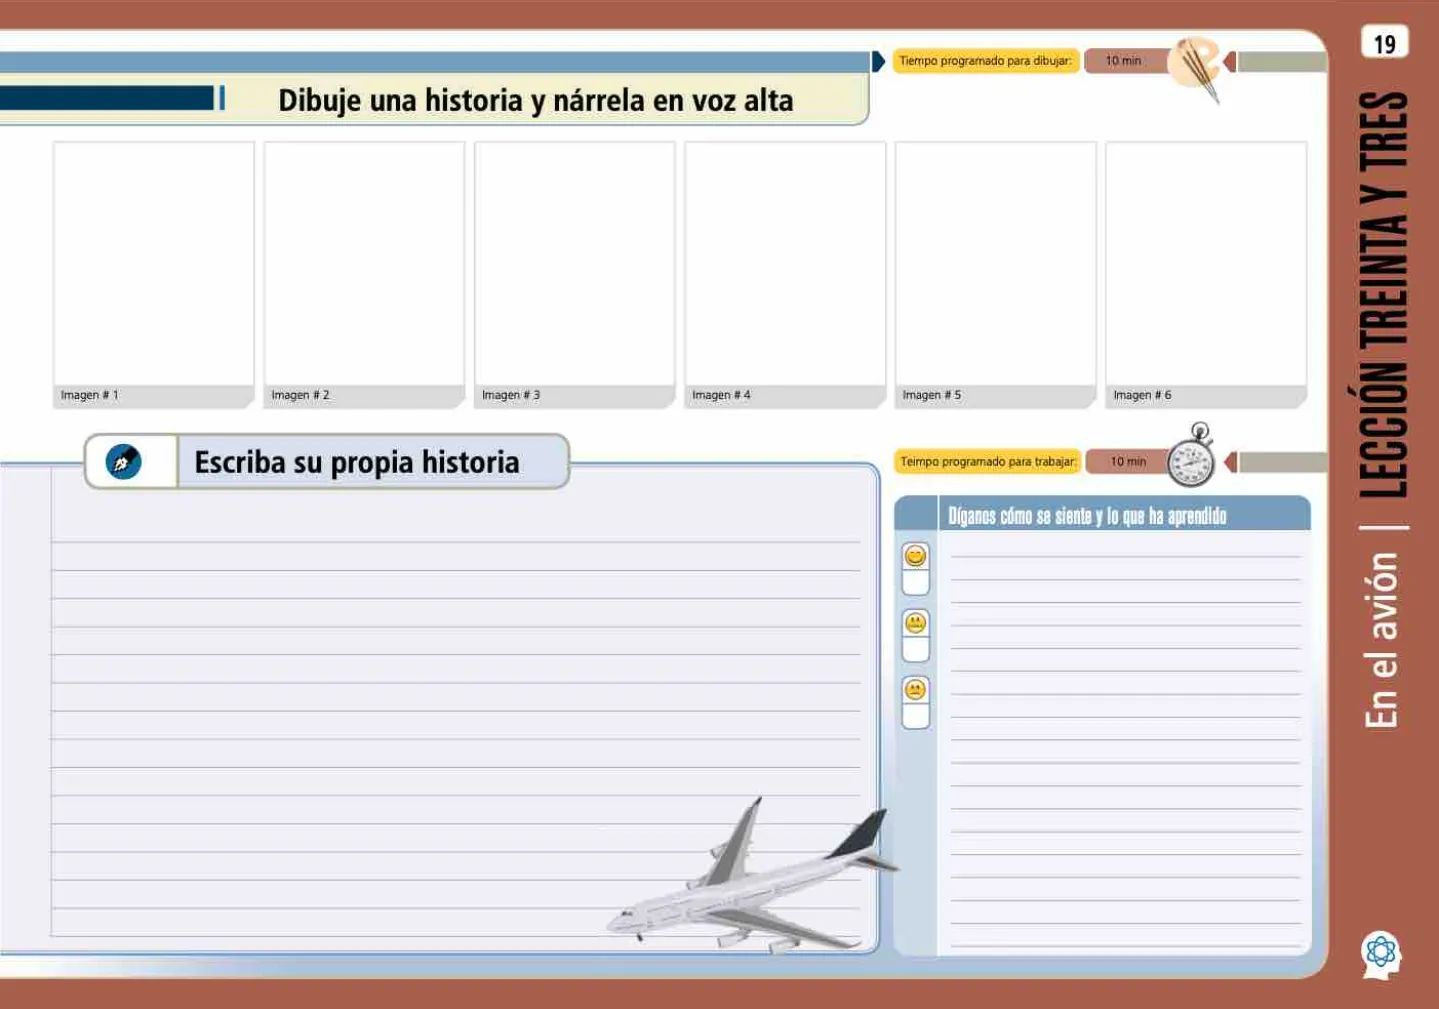 Tiempo programado para dibujar:
10 min
19
Dibuje una historia y nárrela en voz alta
Imagen # 1
Imagen # 2
Imagen # 3
Imagen # 4
Imagen # 5
Imagen # 6
Escriba su propia historia
Teimpo programado para trabajar:
10 min
Díganos cómo se siente y lo que ha aprendido
En el avión | LECCIÓN TREINTA Y TRES